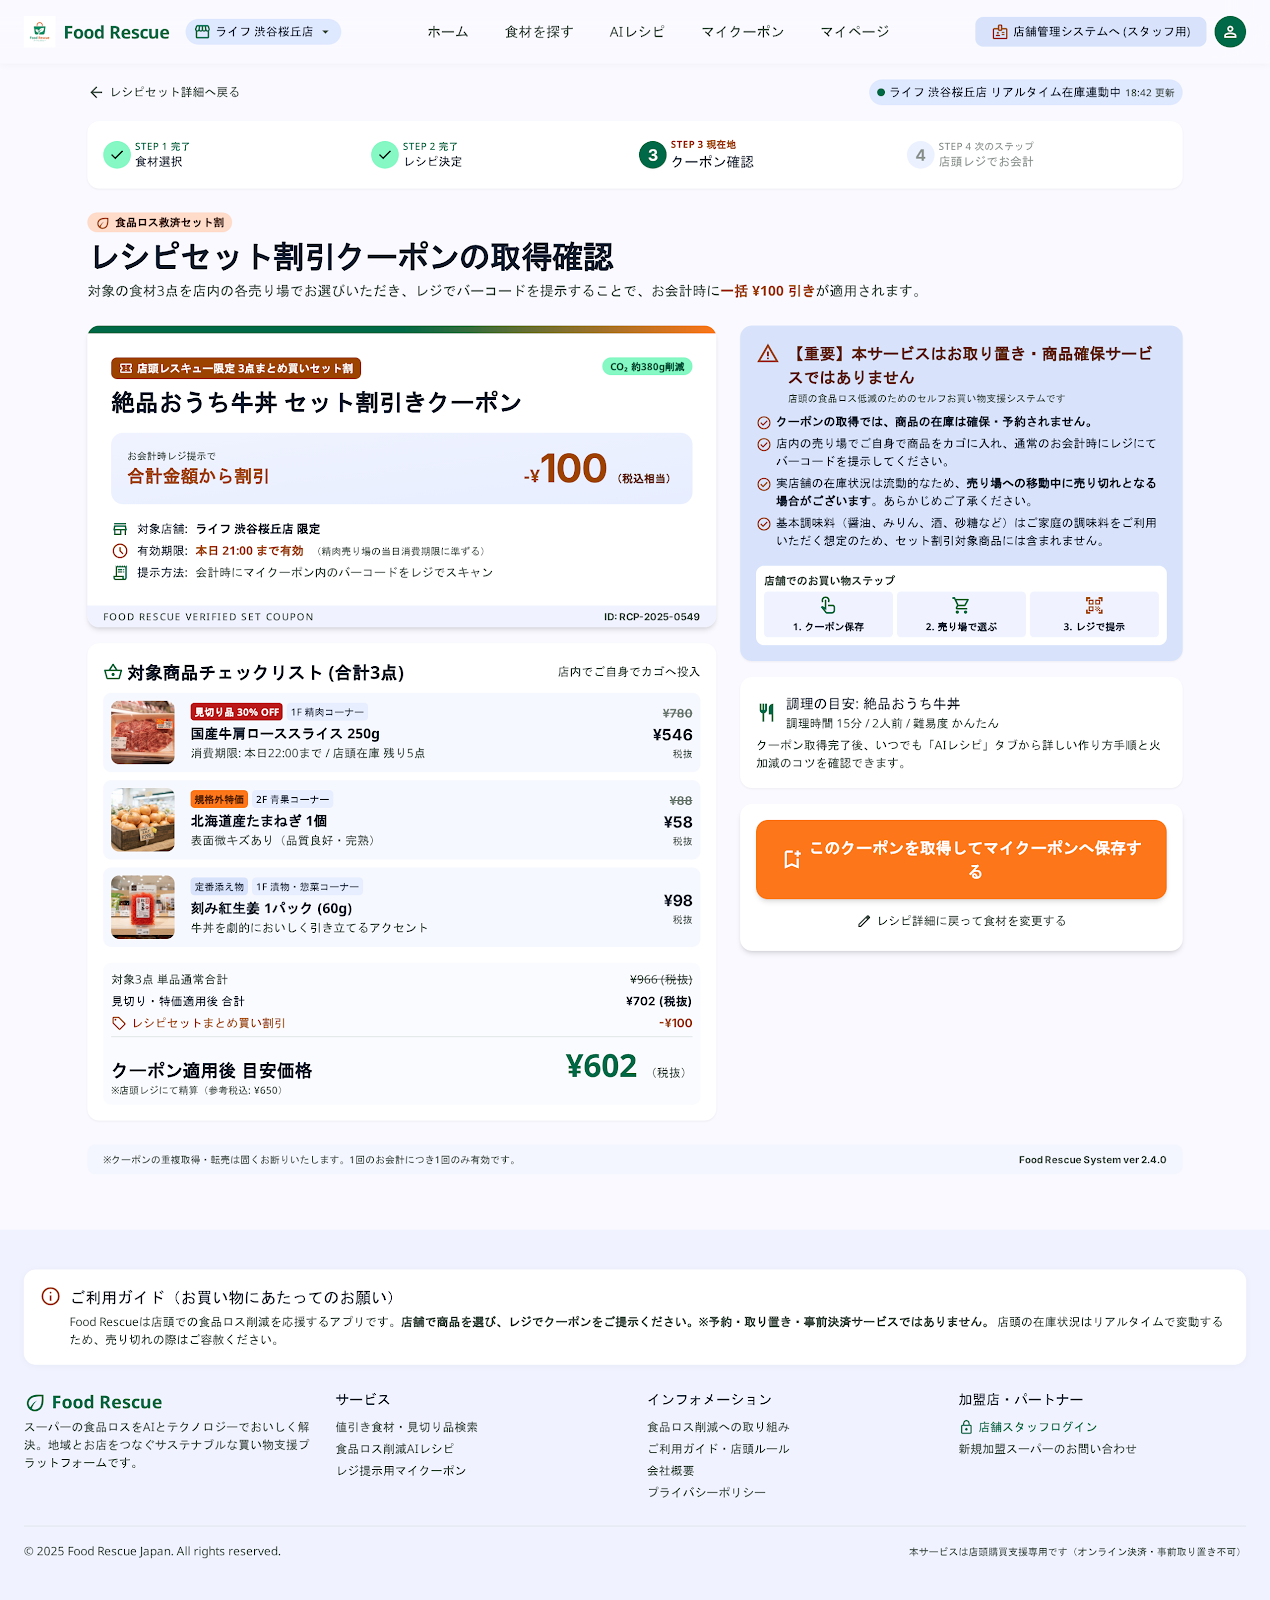 Food Rescue
ライフ 渋谷桜丘店
ホーム
食材を探す
AIレシピ
マイクーポン
マイページ
店舗管理システムへ (スタッフ用)
レシピセット詳細へ戻る
ライフ 渋谷桜丘店 リアルタイム在庫連動中 18:42 更新
STEP 1 完了
食材選択
STEP 2 完了
レシピ決定
3
STEP 3 現在地
クーポン確認
4
STEP 4 次のステップ
店頭レジでお会計
食品ロス救済セット割
レシピセット割引クーポンの取得確認
対象の食材3点を店内の各売り場でお選びいただき、レジでバーコードを提示することで、お会計時に一括 ¥100 引きが適用されます。
店頭レスキュー限定 3点まとめ買いセット割
CO₂ 約380g削減
絶品おうち牛丼 セット割引きクーポン
お会計時レジ提示で
合計金額から割引
-¥100 （税込相当）
対象店舗: ライフ 渋谷桜丘店 限定
有効期限: 本日 21:00 まで有効 （精肉売り場の当日消費期限に準ずる）
提示方法: 会計時にマイクーポン内のバーコードをレジでスキャン
FOOD RESCUE VERIFIED SET COUPON
ID: RCP-2025-0549
対象商品チェックリスト (合計3点)
店内でご自身でカゴへ投入
見切り品 30% OFF
1F 精肉コーナー
国産牛肩ローススライス 250g
消費期限: 本日22:00まで / 店頭在庫 残り5点
¥780
¥546
税抜
規格外特価
2F 青果コーナー
北海道産たまねぎ 1個
表面微キズあり（品質良好・完熟）
¥88
¥58
税抜
定番添え物
1F 漬物・惣菜コーナー
刻み紅生姜 1パック (60g)
牛丼を劇的においしく引き立てるアクセント
¥98
税抜
対象3点 単品通常合計
¥966 (税抜)
見切り・特価適用後 合計
¥702 (税抜)
レシピセットまとめ買い割引
-¥100
クーポン適用後 目安価格
¥602 （税抜）
※店頭レジにて精算（参考税込: ¥650）
【重要】本サービスはお取り置き・商品確保サービ
スではありません
店頭の食品ロス低減のためのセルフお買い物支援システムです
クーポンの取得では、商品の在庫は確保・予約されません。
店内の売り場でご自身で商品をカゴに入れ、通常のお会計時にレジにて
バーコードを提示してください。
実店舗の在庫状況は流動的なため、売り場への移動中に売り切れとなる
場合がございます。あらかじめご了承ください。
基本調味料（醤油、みりん、酒、砂糖など）はご家庭の調味料をご利用
いただく想定のため、セット割引対象商品には含まれません。
店舗でのお買い物ステップ
1. クーポン保存
2. 売り場で選ぶ
3. レジで提示
調理の目安: 絶品おうち牛丼
調理時間 15分 / 2人前 / 難易度 かんたん
クーポン取得完了後、いつでも「AIレシピ」タブから詳しい作り方手順と火
加減のコツを確認できます。
このクーポンを取得してマイクーポンへ保存す
る
レシピ詳細に戻って食材を変更する
※クーポンの重複取得・転売は固くお断りいたします。1回のお会計につき1回のみ有効です。
Food Rescue System ver 2.4.0
ご利用ガイド（お買い物にあたってのお願い）
Food Rescueは店頭での食品ロス削減を応援するアプリです。店舗で商品を選び、レジでクーポンをご提示ください。※予約・取り置き・事前決済サービスではありません。 店頭の在庫状況はリアルタイムで変動する
ため、売り切れの際はご容赦ください。
Food Rescue
スーパーの食品ロスをAIとテクノロジーでおいしく解
決。地域とお店をつなぐサステナブルな買い物支援プ
ラットフォームです。
サービス
値引き食材・見切り品検索
食品ロス削減AIレシピ
レジ提示用マイクーポン
インフォメーション
食品ロス削減への取り組み
ご利用ガイド・店頭ルール
会社概要
プライバシーポリシー
加盟店・パートナー
店舗スタッフログイン
新規加盟スーパーのお問い合わせ
© 2025 Food Rescue Japan. All rights reserved.
本サービスは店頭購買支援専用です（オンライン決済・事前取り置き不可）